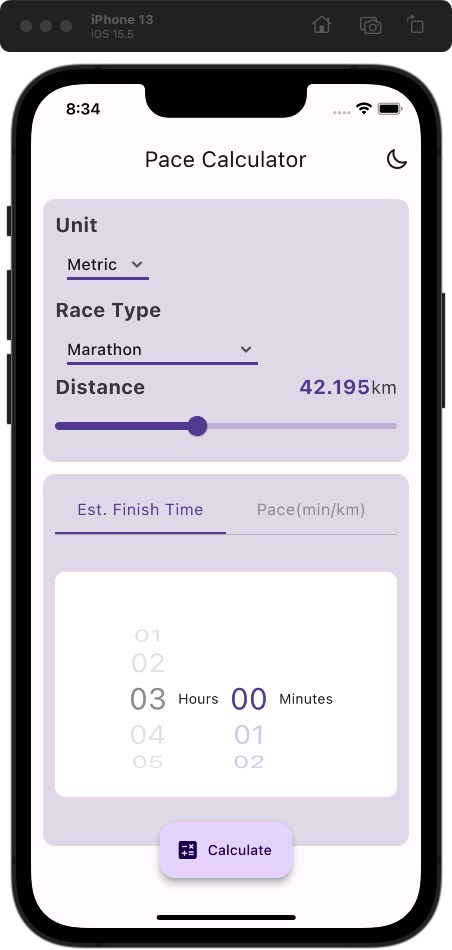 iPhone 13
iOS 15.5
8:34
Pace Calculator
Unit
Metric
Race Type
Marathon
Distance 42.195km
Est. Finish Time Pace(min/km)
01
02
03 Hours 00 Minutes
04 01
05 02
Calculate